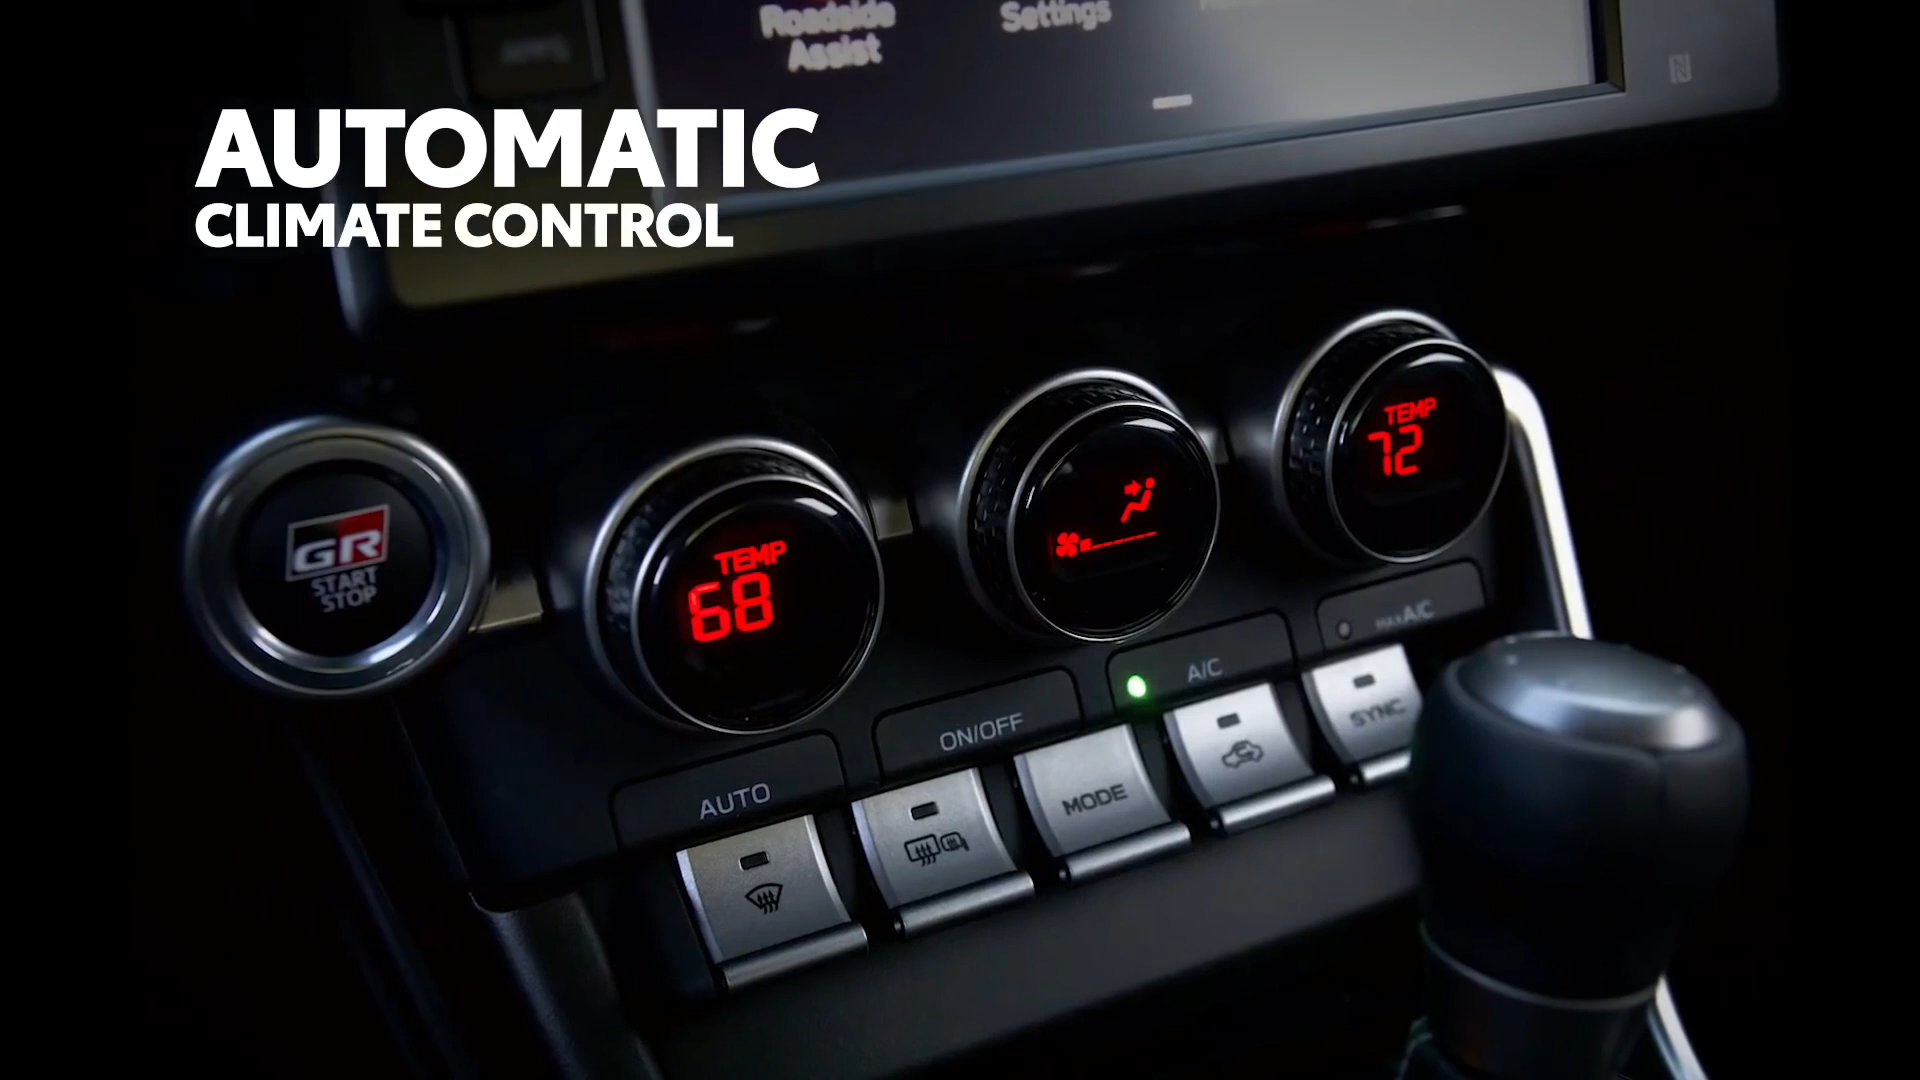 Roadside
Assist
Settings
AUTOMATIC
CLIMATE CONTROL
TEMP
72
TEMP
68
GR
START
STOP
MAX A/C
A/C
ON/OFF
AUTO
SYNC
MODE